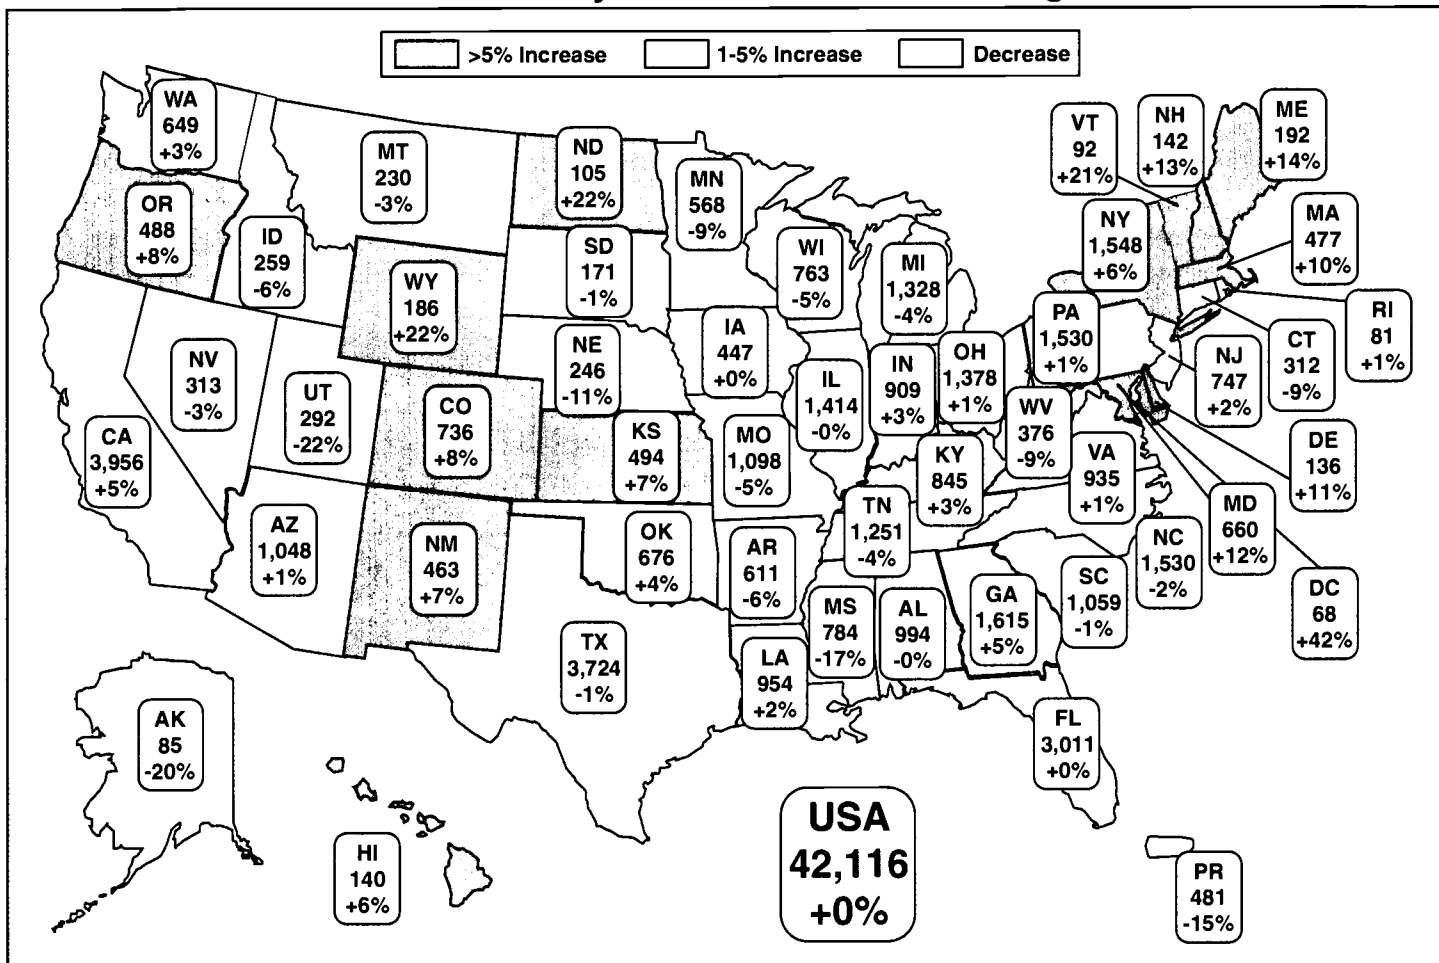 >5% Increase
1-5% Increase
Decrease
WA
649
+3%
MT
230
-3%
ND
105
+22%
MN
568
-9%
VT
92
+21%
NH
142
+13%
ME
192
+14%
OR
488
+8%
ID
259
-6%
SD
171
-1%
WI
763
-5%
MI
1,328
-4%
NY
1,548
+6%
MA
477
+10%
WY
186
+22%
NV
313
-3%
UT
292
-22%
NE
246
-11%
IA
447
+0%
IL
1,414
-0%
IN
909
+3%
OH
1,378
+1%
PA
1,530
+1%
NJ
747
+2%
CT
312
-9%
RI
81
+1%
CA
3,956
+5%
CO
736
+8%
KS
494
+7%
MO
1,098
-5%
KY
845
+3%
WV
376
-9%
VA
935
+1%
DE
136
+11%
MD
660
+12%
AZ
1,048
+1%
NM
463
+7%
OK
676
+4%
AR
611
-6%
TN
1,251
-4%
NC
1,530
-2%
SC
1,059
-1%
DC
68
+42%
TX
3,724
-1%
LA
954
+2%
MS
784
-17%
AL
994
-0%
GA
1,615
+5%
FL
3,011
+0%
AK
85
-20%
HI
140
+6%
USA
42,116
+0%
PR
481
-15%